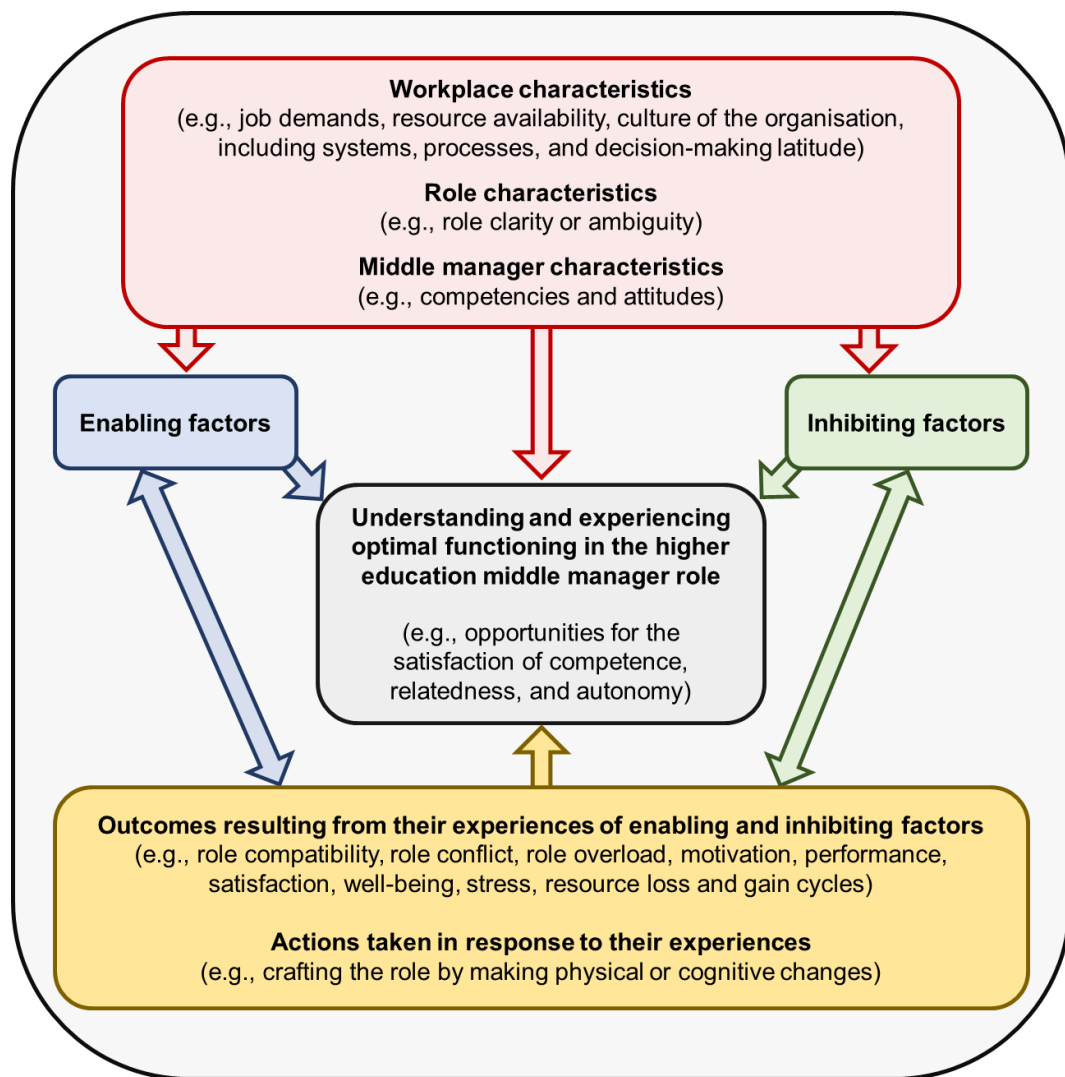 Workplace characteristics
(e.g., job demands, resource availability, culture of the organisation,
including systems, processes, and decision-making latitude)
Role characteristics
(e.g., role clarity or ambiguity)
Middle manager characteristics
(e.g., competencies and attitudes)
Enabling factors
Inhibiting factors
Understanding and experiencing
optimal functioning in the higher
education middle manager role
(e.g., opportunities for the
satisfaction of competence,
relatedness, and autonomy)
Outcomes resulting from their experiences of enabling and inhibiting factors
(e.g., role compatibility, role conflict, role overload, motivation, performance,
satisfaction, well-being, stress, resource loss and gain cycles)
Actions taken in response to their experiences
(e.g., crafting the role by making physical or cognitive changes)